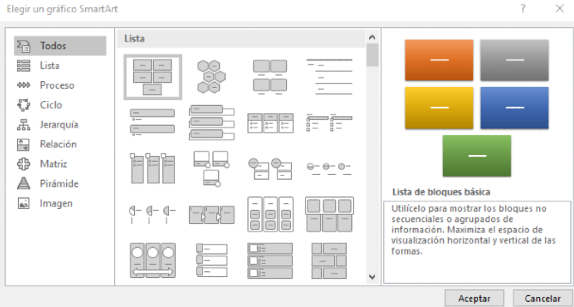 Elegir un gráfico SmartArt
? ×
Todos
Lista
Proceso
Ciclo
Jerarquía
Relación
Matriz
Pirámide
Imagen
Lista
Lista de bloques básica
Utilícelo para mostrar los bloques no
secuenciales o agrupados de
información. Maximiza el espacio de
visualización horizontal y vertical de las
formas.
Aceptar
Cancelar